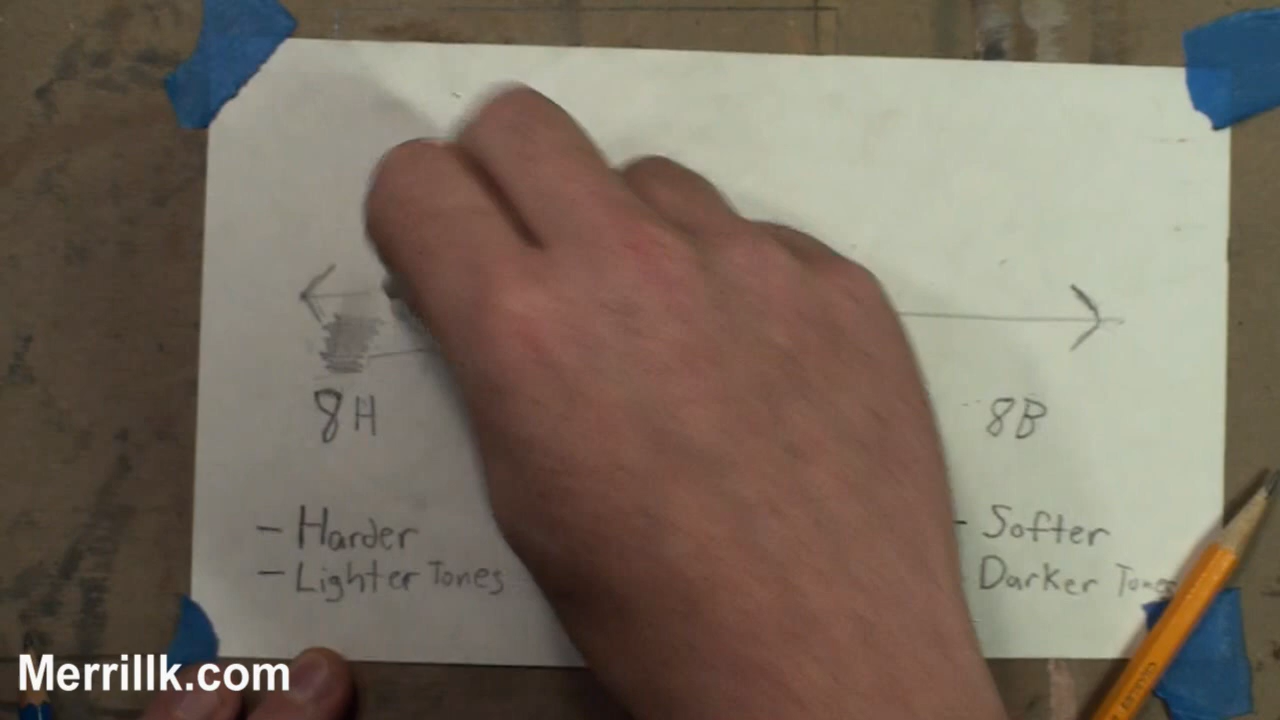 8H
8B
- Harder
- Lighter Tones
- Softer
Darker Tones
Merrillk.com